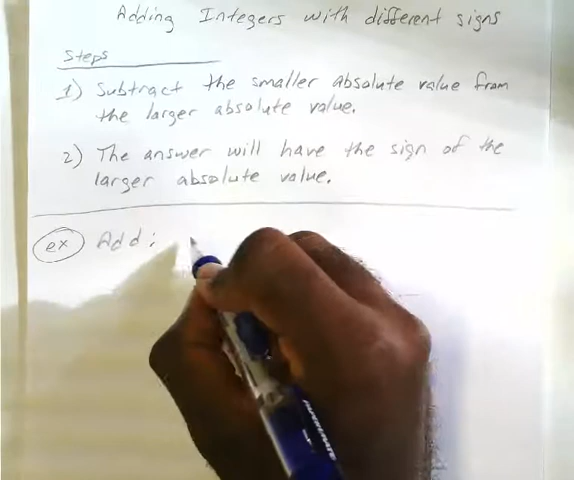 Adding Integers with different signs
Steps
1) Subtract the smaller absolute value from
the larger absolute value.
2) The answer will have the sign of the
larger absolute value.
ex Add:
PAPERMATE